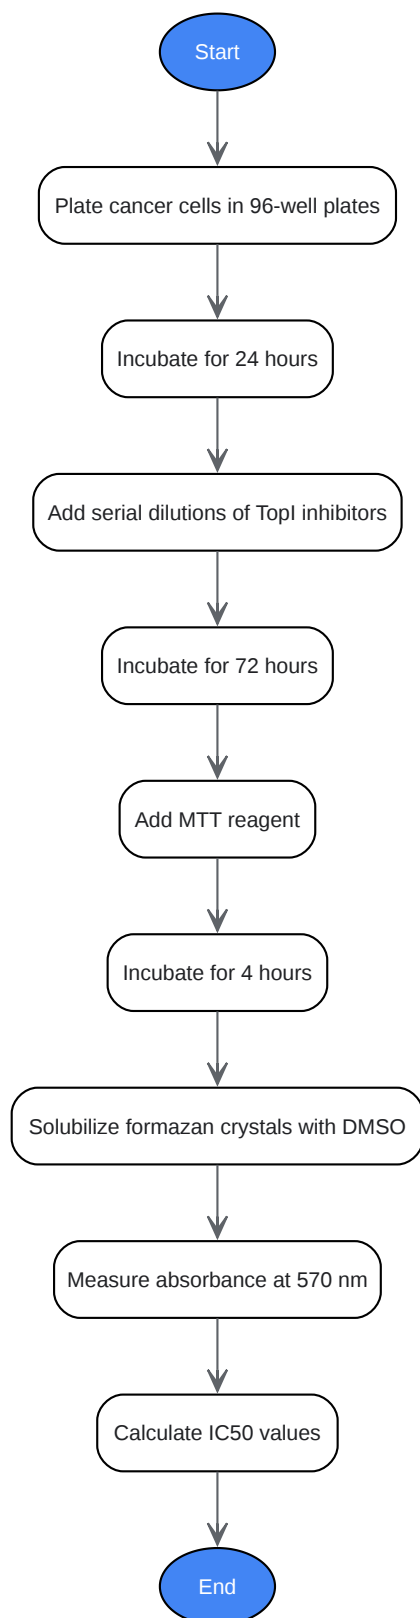 Start
Plate cancer cells in 96-well plates
Incubate for 24 hours
Add serial dilutions of TopI inhibitors
Incubate for 72 hours
Add MTT reagent
Incubate for 4 hours
Solubilize formazan crystals with DMSO
Measure absorbance at 570 nm
Calculate IC50 values
End